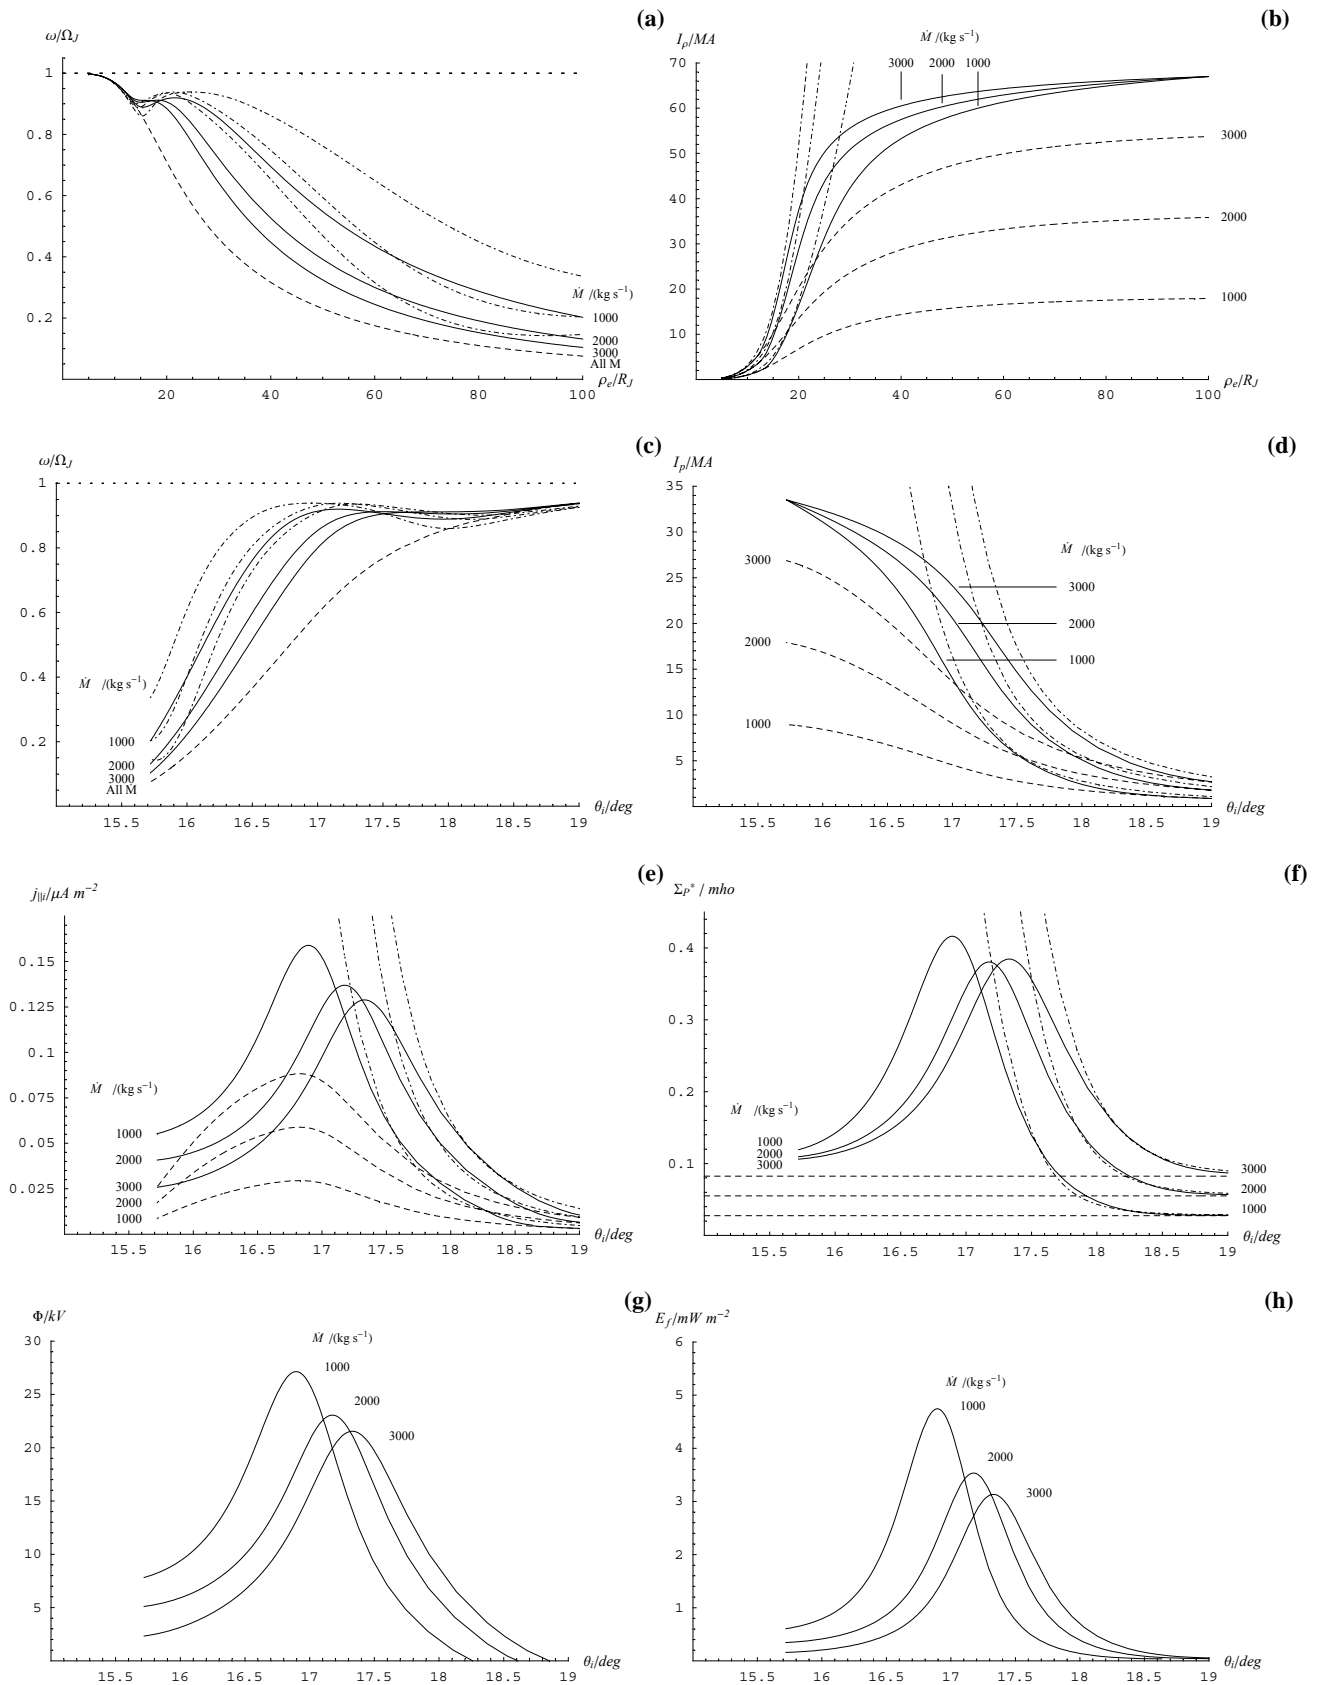 (a)
ω/Ω_J
1
0.8
0.6
0.4
0.2
Ṁ /(kg s⁻¹)
1000
2000
3000
All M
20 40 60 80 100
ρ_e/R_J
(b)
I_ρ/MA
Ṁ /(kg s⁻¹)
3000 2000 1000
70
60
50
40
30
20
10
3000
2000
1000
20 40 60 80 100
ρ_e/R_J
(c)
ω/Ω_J
1
0.8
0.6
0.4
0.2
Ṁ /(kg s⁻¹)
1000
2000
3000
All M
15.5 16 16.5 17 17.5 18 18.5 19
θ_i/deg
(d)
I_p/MA
35
30
25
20
15
10
5
Ṁ /(kg s⁻¹)
3000
2000
1000
3000
2000
1000
15.5 16 16.5 17 17.5 18 18.5 19
θ_i/deg
(e)
j_||i/μA m⁻²
0.15
0.125
0.1
0.075
0.05
0.025
Ṁ /(kg s⁻¹)
1000
2000
3000
2000
1000
15.5 16 16.5 17 17.5 18 18.5 19
θ_i/deg
(f)
Σ_P* / mho
0.4
0.3
0.2
0.1
Ṁ /(kg s⁻¹)
1000
2000
3000
3000
2000
1000
15.5 16 16.5 17 17.5 18 18.5 19
θ_i/deg
(g)
Φ/kV
30
25
20
15
10
5
Ṁ /(kg s⁻¹)
1000
2000
3000
15.5 16 16.5 17 17.5 18 18.5 19
θ_i/deg
(h)
E_f/mW m⁻²
6
5
4
3
2
1
Ṁ /(kg s⁻¹)
1000
2000
3000
15.5 16 16.5 17 17.5 18 18.5 19
θ_i/deg